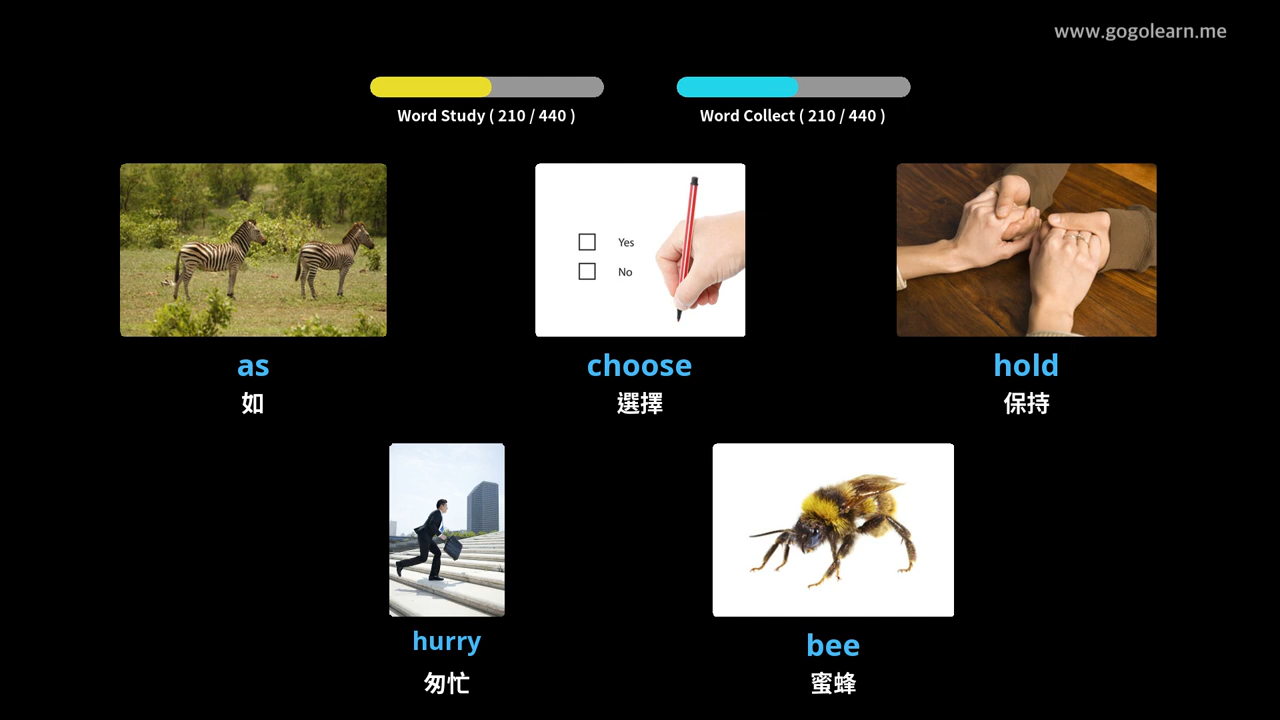 www.gogolearn.me
Word Study ( 210 / 440 )
Word Collect ( 210 / 440 )
Yes
No
as
如
choose
選擇
hold
保持
hurry
匆忙
bee
蜜蜂